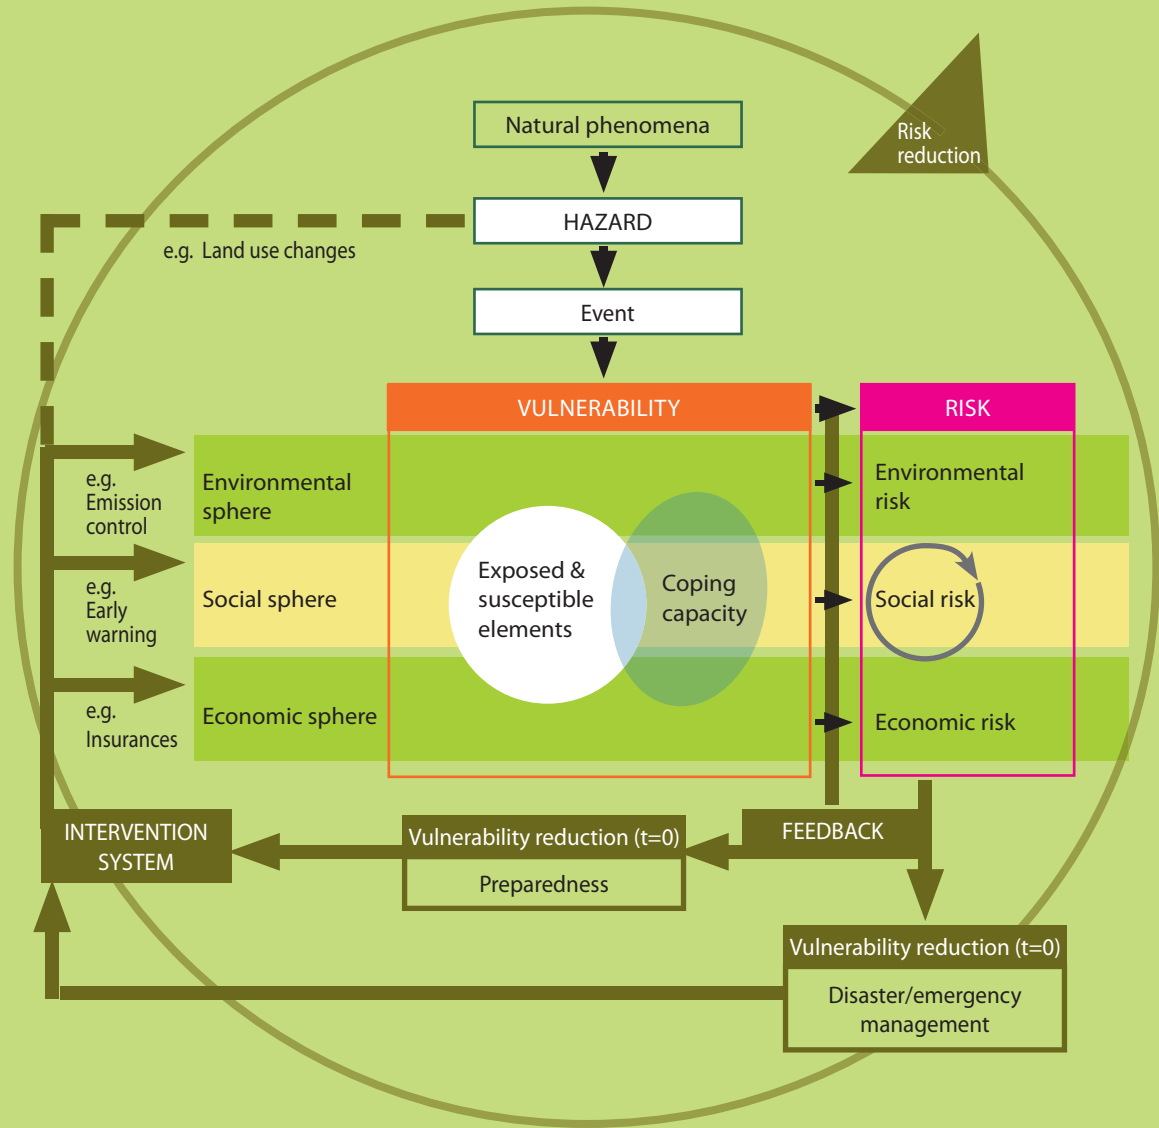 Natural phenomena
Risk
reduction
HAZARD
e.g. Land use changes
Event
VULNERABILITY
RISK
e.g.
Emission
control
Environmental
sphere
Environmental
risk
e.g.
Early
warning
Social sphere
Exposed &
susceptible
elements
Coping
capacity
Social risk
e.g.
Insurances
Economic sphere
Economic risk
INTERVENTION
SYSTEM
Vulnerability reduction (t=0)
Preparedness
FEEDBACK
Vulnerability reduction (t=0)
Disaster/emergency
management